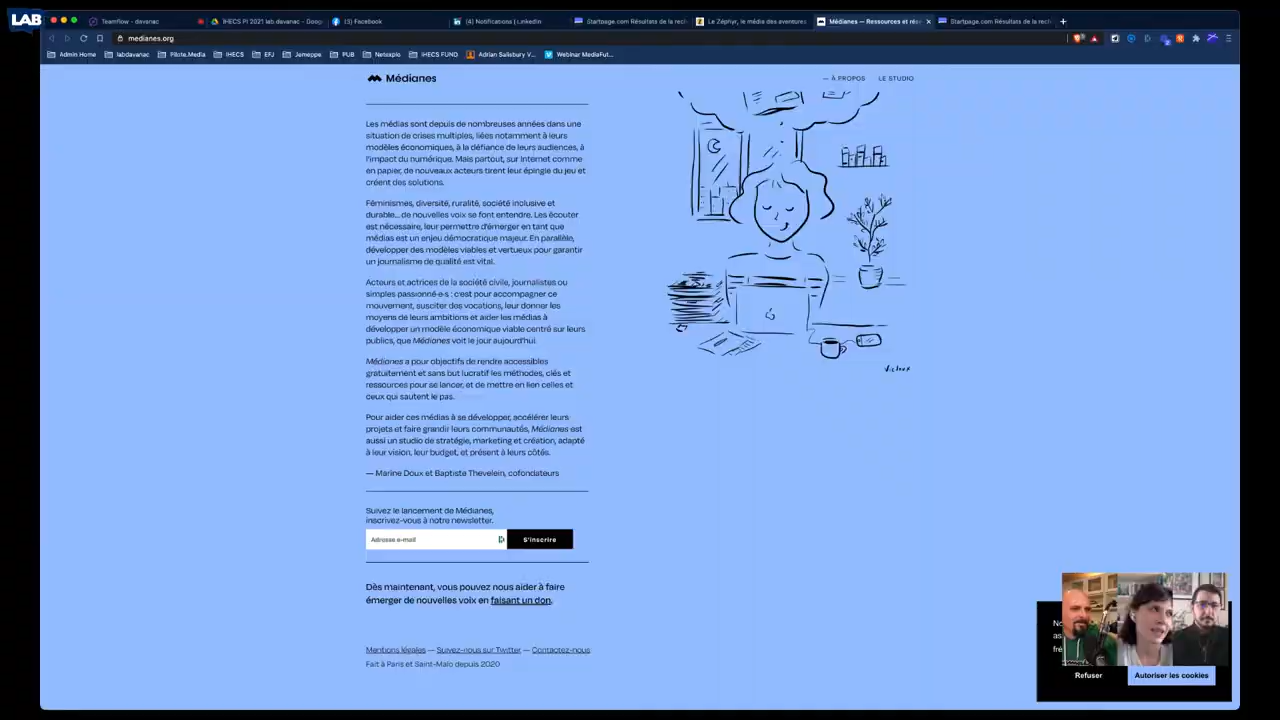 LAB
Teamflow – davanac
IHECS PI 2021 lab.davanac - Goog
(3) Facebook
(4) Notifications | LinkedIn
Startpage.com Résultats de la rech
Le Zéphyr, le média des aventures
Médianes — Ressources et rése
Startpage.com Résultats de la rech
medianes.org
Admin Home
labdavanac
Pilote.Media
IHECS
EFJ
Jemeppe
PUB
Netexplo
IHECS FUND
Adrian Salisbury V...
Webinar MediaFut...
Médianes
— À PROPOS
LE STUDIO
Les médias sont depuis de nombreuses années dans une
situation de crises multiples, liées notamment à leurs
modèles économiques, à la défiance de leurs audiences, à
l'impact du numérique. Mais partout, sur Internet comme
en papier, de nouveaux acteurs tirent leur épingle du jeu et
créent des solutions.
Féminismes, diversité, ruralité, société inclusive et
durable... de nouvelles voix se font entendre. Les écouter
est nécessaire, leur permettre d'émerger en tant que
médias est un enjeu démocratique majeur. En parallèle,
développer des modèles viables et vertueux pour garantir
un journalisme de qualité est vital.
Acteurs et actrices de la société civile, journalistes ou
simples passionné·e·s : c'est pour accompagner ce
mouvement, susciter des vocations, leur donner les
moyens de leurs ambitions et aider les médias à
développer un modèle économique viable centré sur leurs
publics, que Médianes voit le jour aujourd'hui.
Médianes a pour objectifs de rendre accessibles
gratuitement et sans but lucratif les méthodes, clés et
ressources pour se lancer, et de mettre en lien celles et
ceux qui sautent le pas.
Pour aider ces médias à se développer, accélérer leurs
projets et faire grandir leurs communautés, Médianes est
aussi un studio de stratégie, marketing et création, adapté
à leur vision, leur budget, et présent à leurs côtés.
— Marine Doux et Baptiste Thevelein, cofondateurs
Suivez le lancement de Médianes,
inscrivez-vous à notre newsletter.
Adresse e-mail
S'inscrire
Dès maintenant, vous pouvez nous aider à faire
émerger de nouvelles voix en faisant un don.
Mentions légales — Suivez-nous sur Twitter — Contactez-nous
Fait à Paris et Saint-Malo depuis 2020
Refuser
Autoriser les cookies